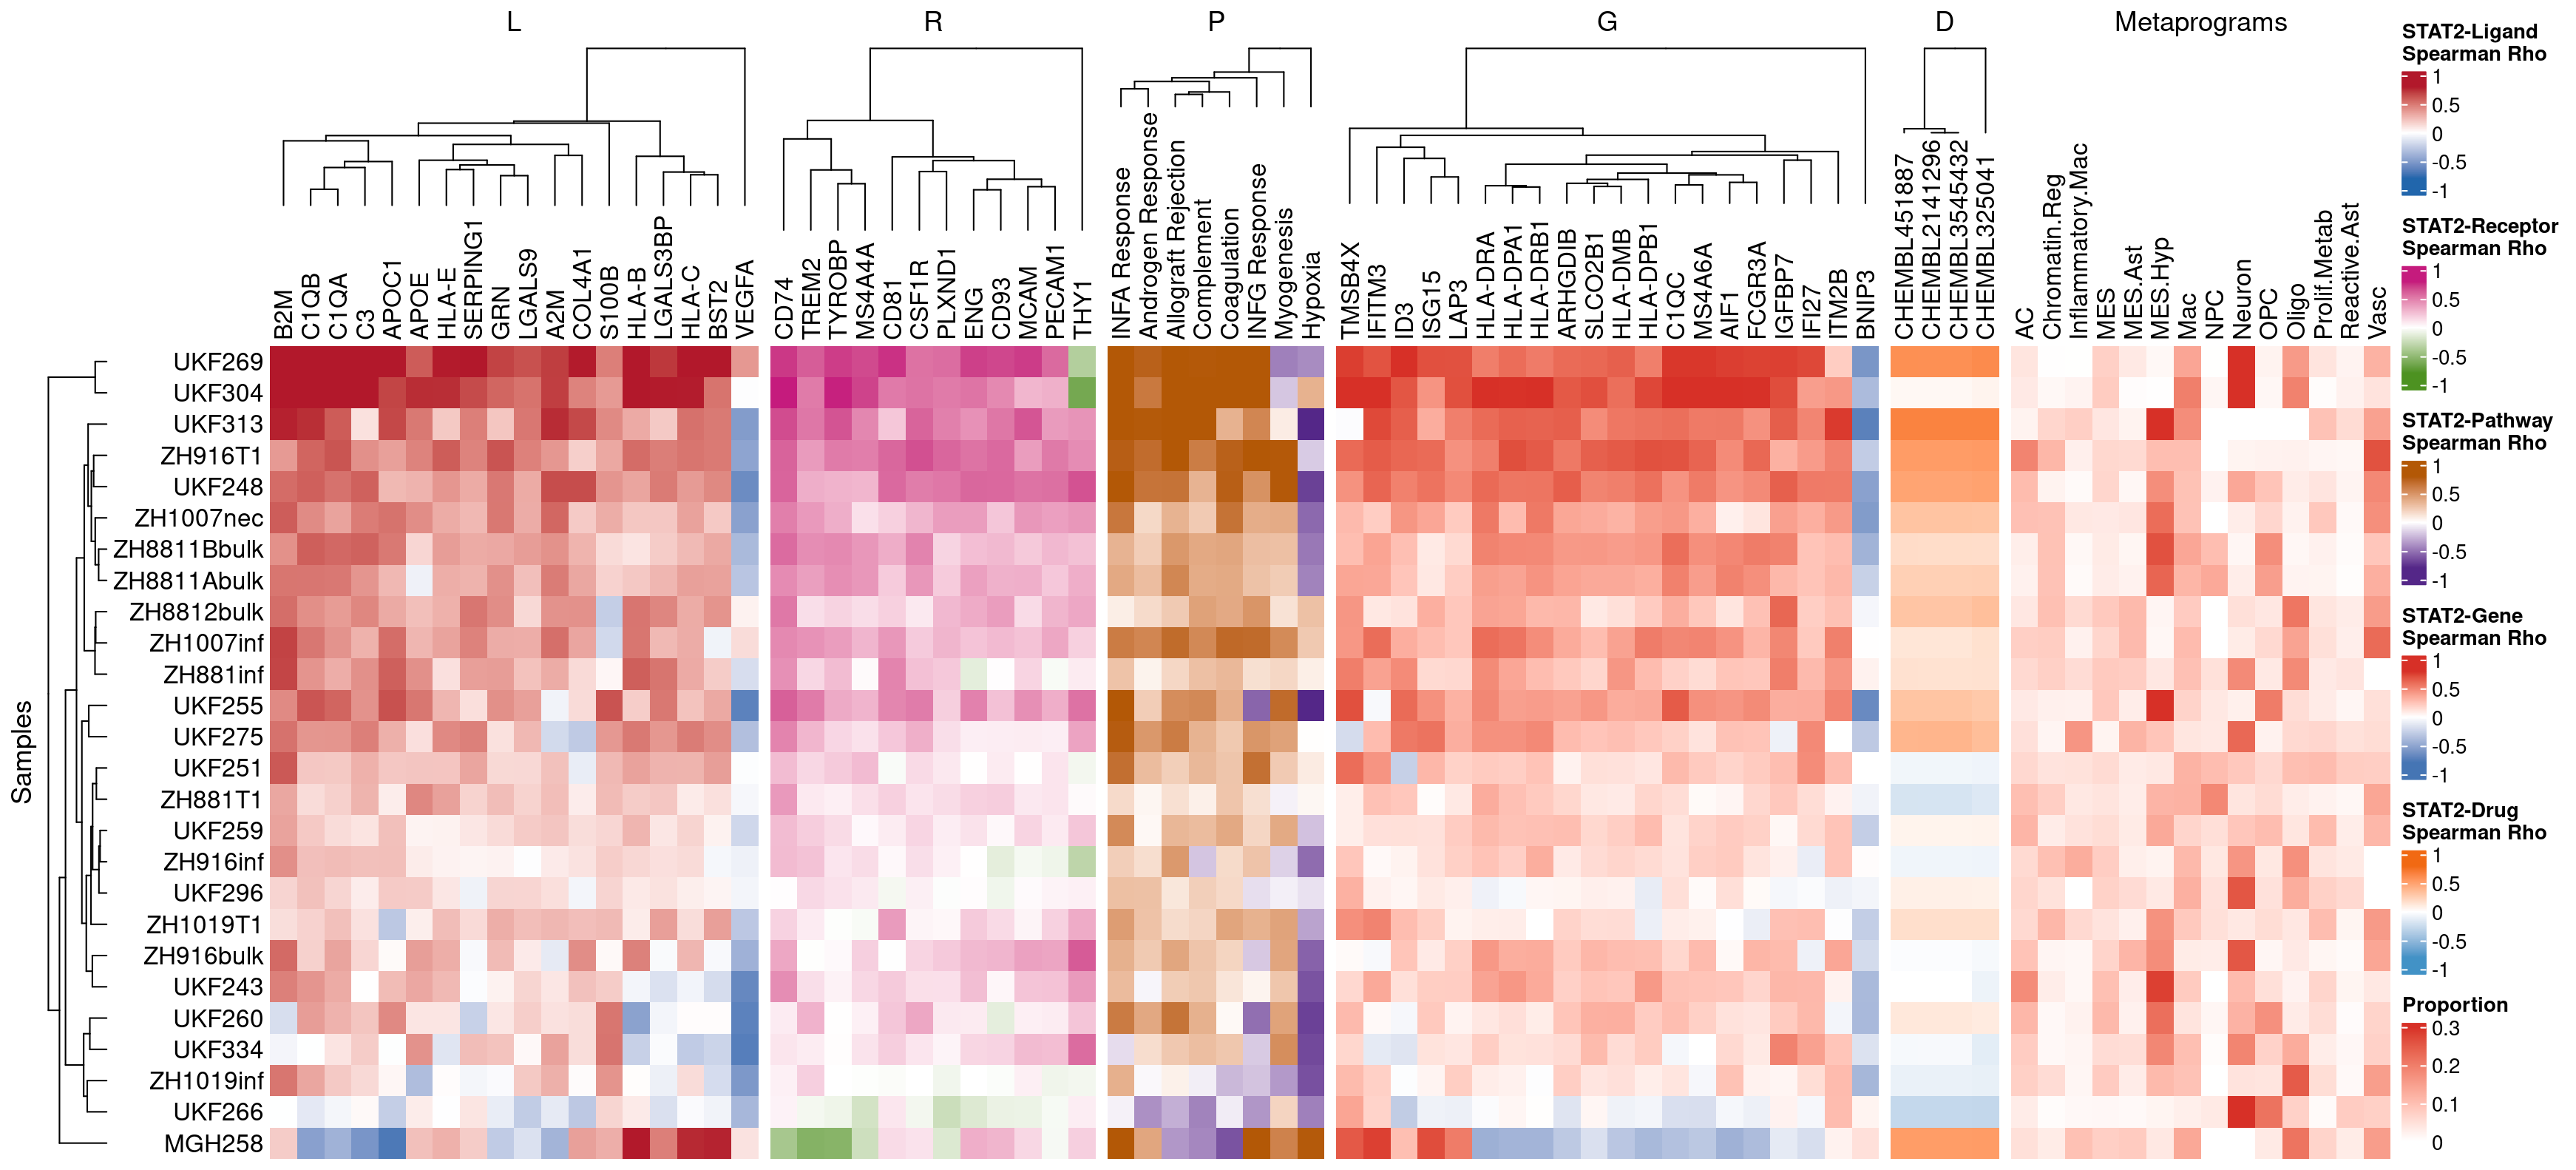 L R P G D Metaprograms
B2M C1QB C1QA C3 APOC1 APOE HLA-E SERPING1 GRN LGALS9 A2M COL4A1 S100B HLA-B LGALS3BP HLA-C BST2 VEGFA
CD74 TREM2 TYROBP MS4A4A CD81 CSF1R PLXND1 ENG CD93 MCAM PECAM1 THY1
INFA Response
Androgen Response
Allograft Rejection
Complement
Coagulation
INFG Response
Myogenesis
Hypoxia
TMSB4X IFITM3 ID3 ISG15 LAP3 HLA-DRA HLA-DPA1 HLA-DRB1 ARHGDIB SLCO2B1 HLA-DMB HLA-DPB1 C1QC MS4A6A AIF1 FCGR3A IGFBP7 IFI27 ITM2B BNIP3
CHEMBL451887
CHEMBL2141296
CHEMBL3545432
CHEMBL325041
AC Chromatin.Reg Inflammatory.Mac MES MES.Ast MES.Hyp Mac NPC Neuron OPC Oligo Prolif.Metab Reactive.Ast Vasc
Samples
UKF269
UKF304
UKF313
ZH916T1
UKF248
ZH1007nec
ZH8811Bbulk
ZH8811Abulk
ZH8812bulk
ZH1007inf
ZH881inf
UKF255
UKF275
UKF251
ZH881T1
UKF259
ZH916inf
UKF296
ZH1019T1
ZH916bulk
UKF243
UKF260
UKF334
ZH1019inf
UKF266
MGH258
STAT2-Ligand
Spearman Rho
1
0.5
0
-0.5
-1
STAT2-Receptor
Spearman Rho
1
0.5
0
-0.5
-1
STAT2-Pathway
Spearman Rho
1
0.5
0
-0.5
-1
STAT2-Gene
Spearman Rho
1
0.5
0
-0.5
-1
STAT2-Drug
Spearman Rho
1
0.5
0
-0.5
-1
Proportion
0.3
0.2
0.1
0